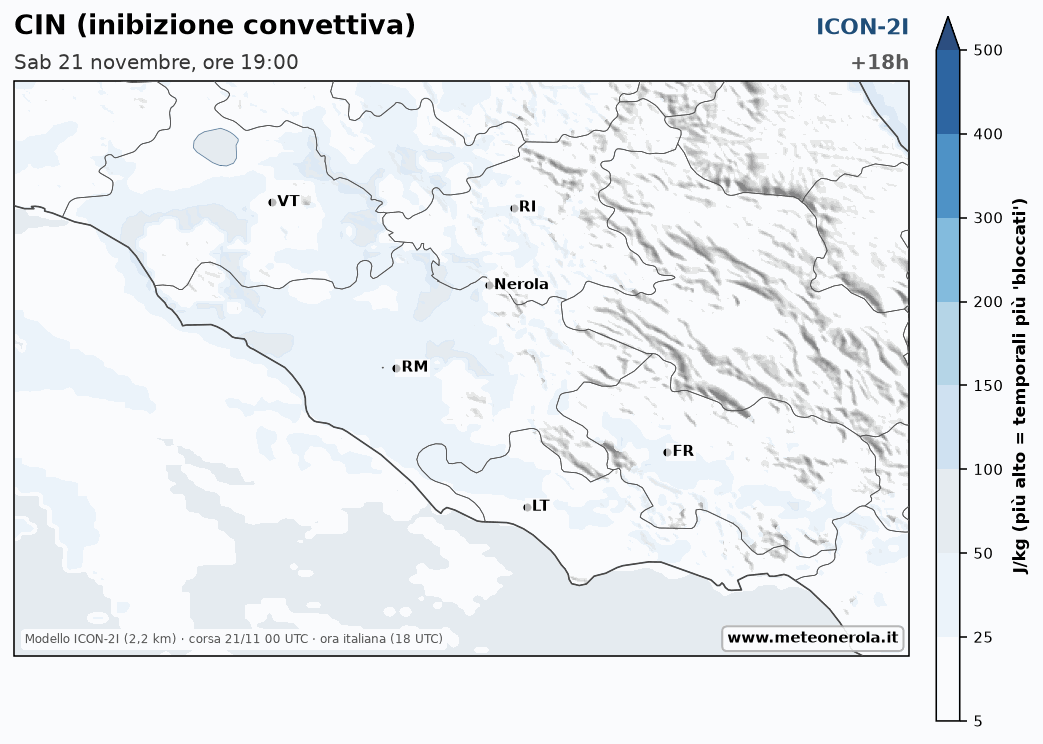 CIN (inibizione convettiva)
ICON-2I
Sab 21 novembre, ore 19:00
+18h
VT
RI
Nerola
RM
FR
LT
Modello ICON-2I (2,2 km) · corsa 21/11 00 UTC · ora italiana (18 UTC)
www.meteonerola.it
500
400
300
200
150
100
50
25
5
J/kg (più alto = temporali più 'bloccati')